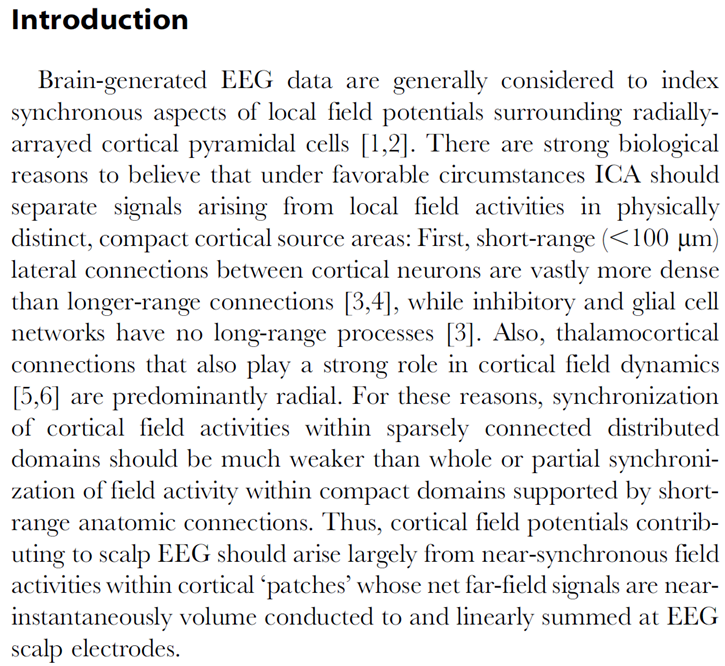 Introduction
Brain-generated EEG data are generally considered to index
synchronous aspects of local field potentials surrounding radially-
arrayed cortical pyramidal cells [1,2]. There are strong biological
reasons to believe that under favorable circumstances ICA should
separate signals arising from local field activities in physically
distinct, compact cortical source areas: First, short-range (<100 μm)
lateral connections between cortical neurons are vastly more dense
than longer-range connections [3,4], while inhibitory and glial cell
networks have no long-range processes [3]. Also, thalamocortical
connections that also play a strong role in cortical field dynamics
[5,6] are predominantly radial. For these reasons, synchronization
of cortical field activities within sparsely connected distributed
domains should be much weaker than whole or partial synchroni-
zation of field activity within compact domains supported by short-
range anatomic connections. Thus, cortical field potentials contrib-
uting to scalp EEG should arise largely from near-synchronous field
activities within cortical ‘patches’ whose net far-field signals are near-
instantaneously volume conducted to and linearly summed at EEG
scalp electrodes.